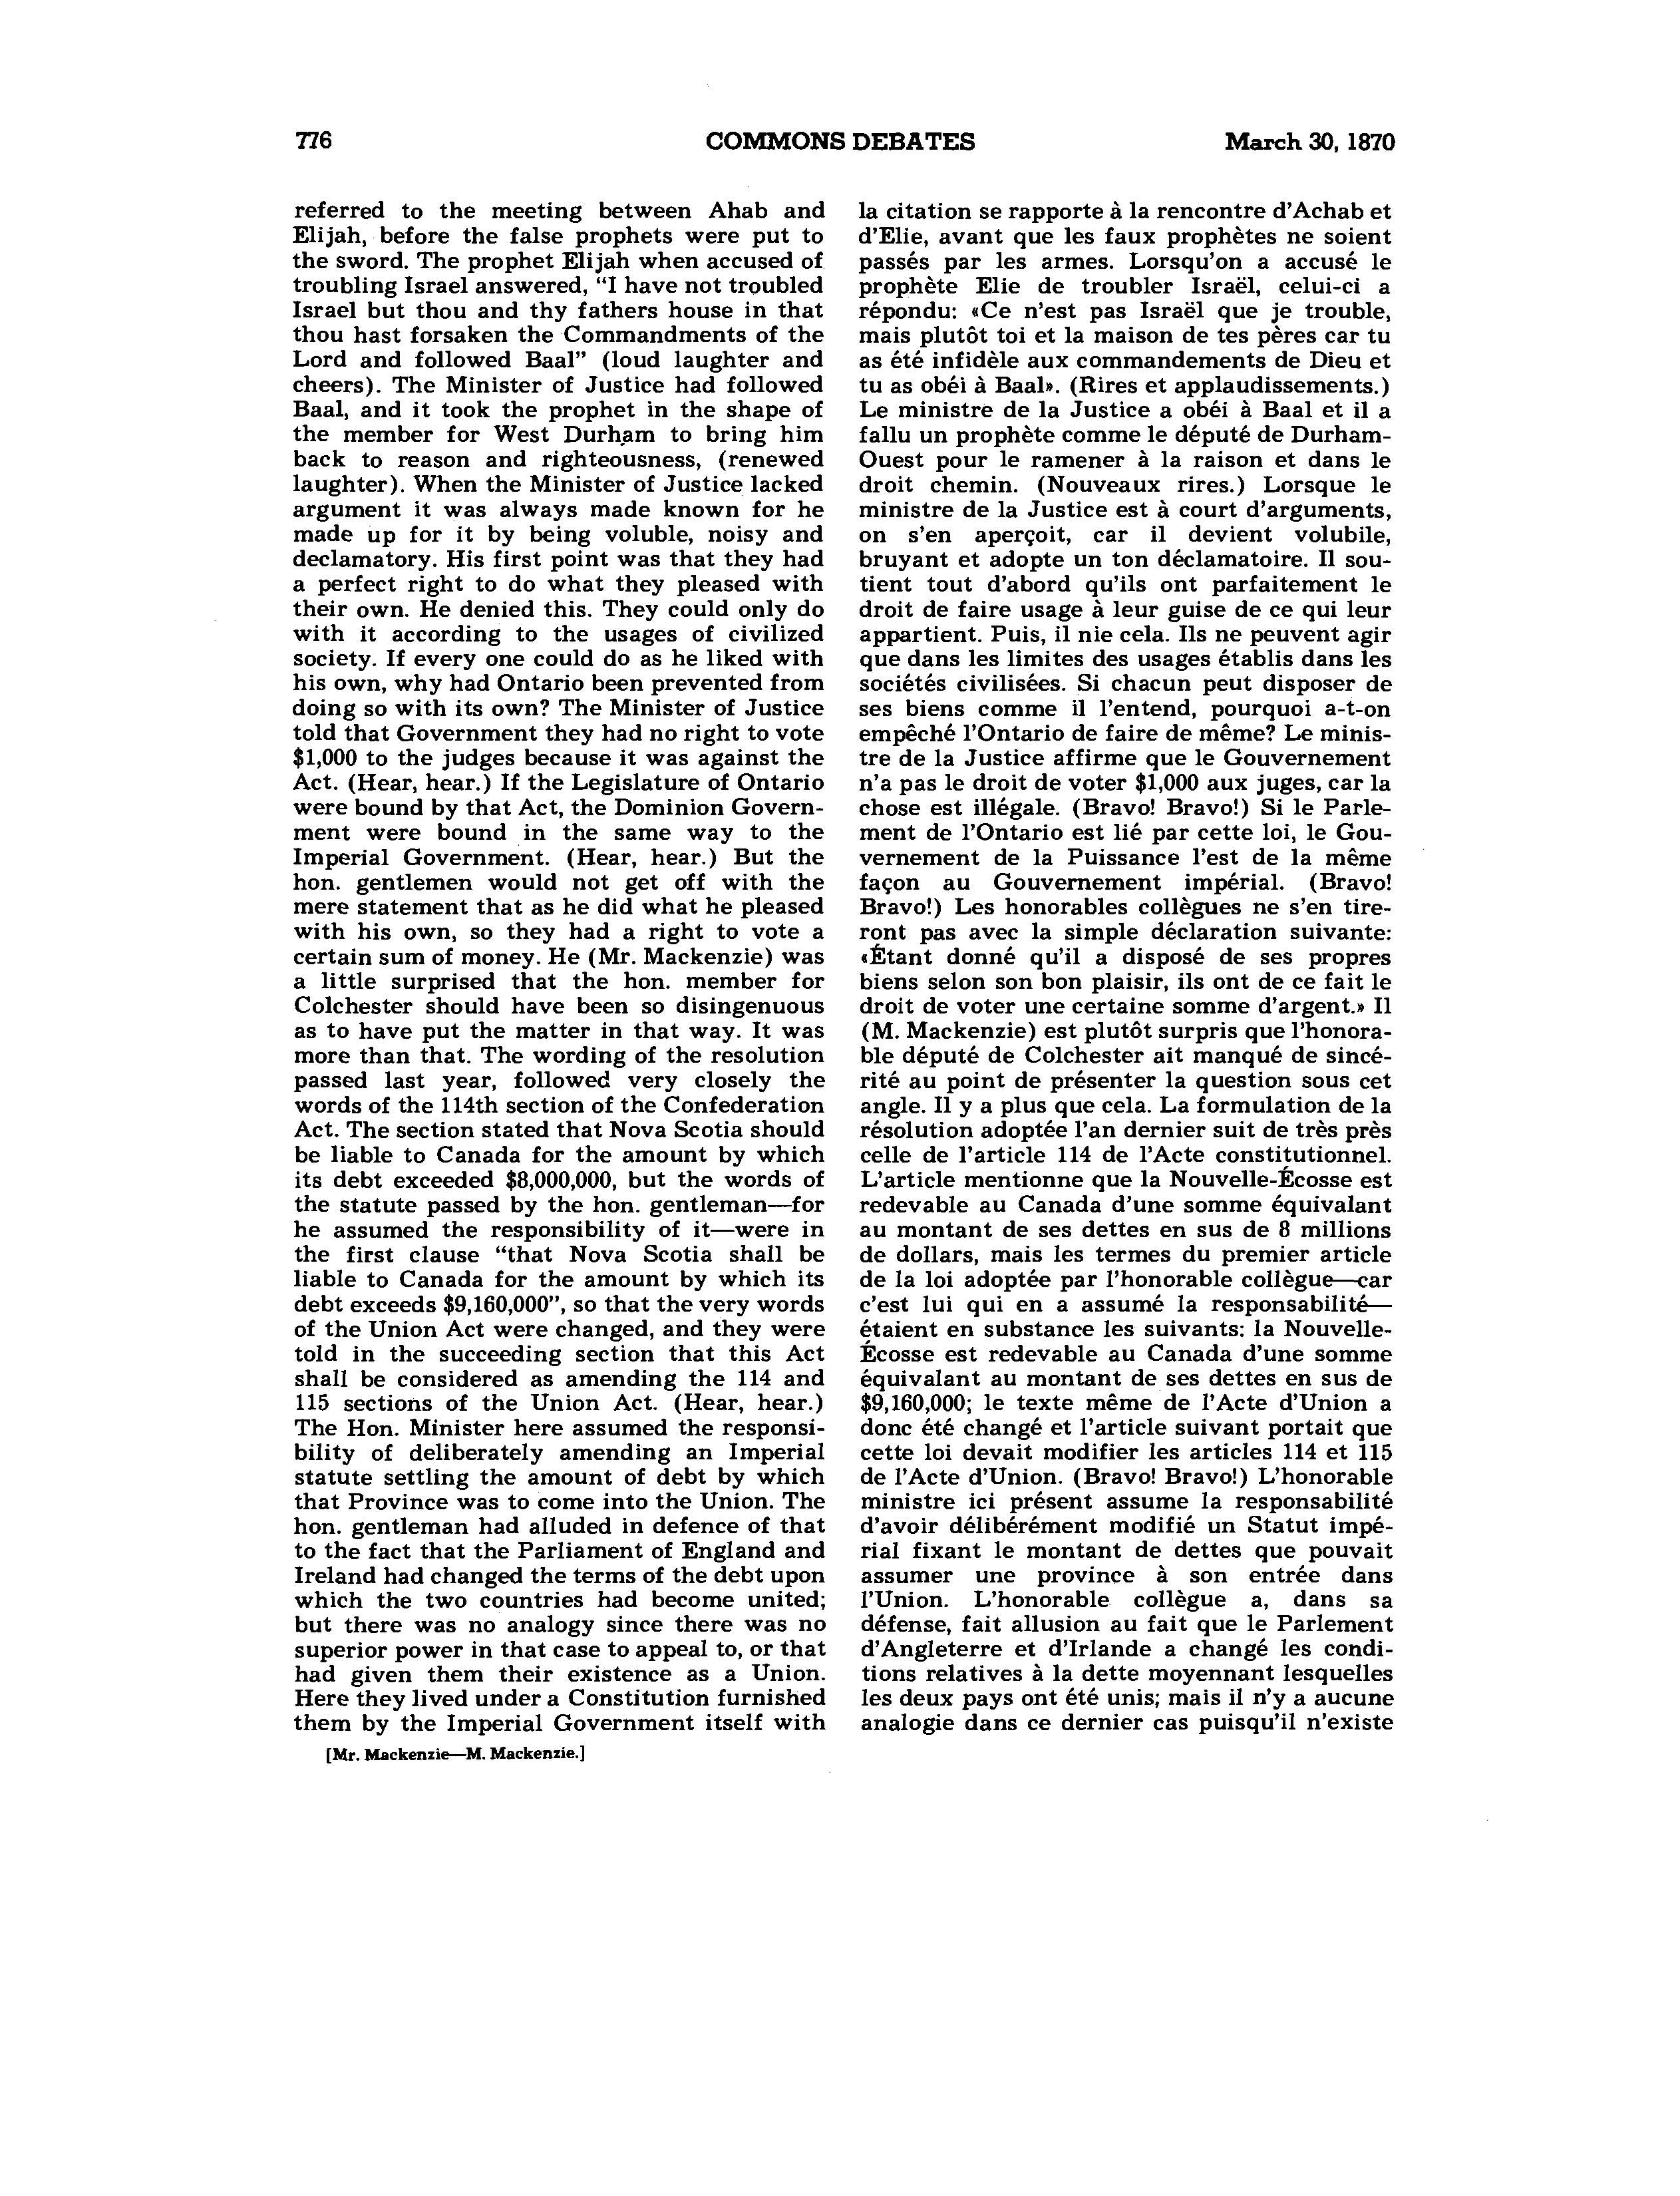 776 COMMONS DEBATES March 30, 1870
referred to the meeting between Ahab and
Elijah, before the false prophets were put to
the sword. The prophet Elijah when accused of
troubling Israel answered, “I have not troubled
Israel but thou and thy fathers house in that
thou hast forsaken the Commandments of the
Lord and followed Baal” (loud laughter and
cheers). The Minister of Justice had followed
Baal, and it took the prophet in the shape of
the member for West Durham to bring him
back to reason and righteousness, (renewed
laughter). When the Minister of Justice lacked
argument it was always made known for he
made up for it by being voluble, noisy and
declamatory. His first point was that they had
a perfect right to do what they pleased with
their own. He denied this. They could only do
with it according to the usages of civilized
society. If every one could do as he liked with
his own, why had Ontario been prevented from
doing so with its own? The Minister of Justice
told that Government they had no right to vote
$1,000 to the judges because it was against the
Act. (Hear, hear.) If the Legislature of Ontario
were bound by that Act, the Dominion Govern-
ment were bound in the same way to the
Imperial Government. (Hear, hear.) But the
hon. gentlemen would not get off with the
mere statement that as he did what he pleased
with his own, so they had a right to vote a
certain sum of money. He (Mr. Mackenzie) was
a little surprised that the hon. member for
Colchester should have been so disingenuous
as to have put the matter in that way. It was
more than that. The wording of the resolution
passed last year, followed very closely the
words of the 114th section of the Confederation
Act. The section stated that Nova Scotia should
be liable to Canada for the amount by which
its debt exceeded $8,000,000, but the words of
the statute passed by the hon. gentleman—for
he assumed the responsibility of it—were in
the first clause “that Nova Scotia shall be
liable to Canada for the amount by which its
debt exceeds $9,160,000”, so that the very words
of the Union Act were changed, and they were
told in the succeeding section that this Act
shall be considered as amending the 114 and
115 sections of the Union Act. (Hear, hear.)
The Hon. Minister here assumed the responsi-
bility of deliberately amending an Imperial
statute settling the amount of debt by which
that Province was to come into the Union. The
hon. gentleman had alluded in defence of that
to the fact that the Parliament of England and
Ireland had changed the terms of the debt upon
which the two countries had become united;
but there was no analogy since there was no
superior power in that case to appeal to, or that
had given them their existence as a Union.
Here they lived under a Constitution furnished
them by the Imperial Government itself with
la citation se rapporte à la rencontre d’Achab et
d’Elie, avant que les faux prophètes ne soient
passés par les armes. Lorsqu’on a accusé le
prophète Elie de troubler Israël, celui-ci a
répondu: «Ce n’est pas Israël que je trouble,
mais plutôt toi et la maison de tes pères car tu
as été infidèle aux commandements de Dieu et
tu as obéi à Baal». (Rires et applaudissements.)
Le ministre de la Justice a obéi à Baal et il a
fallu un prophète comme le député de Durham-
Ouest pour le ramener à la raison et dans le
droit chemin. (Nouveaux rires.) Lorsque le
ministre de la Justice est à court d’arguments,
on s’en aperçoit, car il devient volubile,
bruyant et adopte un ton déclamatoire. Il sou-
tient tout d’abord qu’ils ont parfaitement le
droit de faire usage à leur guise de ce qui leur
appartient. Puis, il nie cela. Ils ne peuvent agir
que dans les limites des usages établis dans les
sociétés civilisées. Si chacun peut disposer de
ses biens comme il l’entend, pourquoi a-t-on
empêché l’Ontario de faire de même? Le minis-
tre de la Justice affirme que le Gouvernement
n’a pas le droit de voter $1,000 aux juges, car la
chose est illégale. (Bravo! Bravo!) Si le Parle-
ment de l’Ontario est lié par cette loi, le Gou-
vernement de la Puissance l’est de la même
façon au Gouvernement impérial. (Bravo!
Bravo!) Les honorables collègues ne s’en tire-
ront pas avec la simple déclaration suivante:
«Étant donné qu’il a disposé de ses propres
biens selon son bon plaisir, ils ont de ce fait le
droit de voter une certaine somme d’argent.» Il
(M. Mackenzie) est plutôt surpris que l’honora-
ble député de Colchester ait manqué de sincé-
rité au point de présenter la question sous cet
angle. Il y a plus que cela. La formulation de la
résolution adoptée l’an dernier suit de très près
celle de l’article 114 de l’Acte constitutionnel.
L’article mentionne que la Nouvelle-Écosse est
redevable au Canada d’une somme équivalant
au montant de ses dettes en sus de 8 millions
de dollars, mais les termes du premier article
de la loi adoptée par l’honorable collègue—car
c’est lui qui en a assumé la responsabilité—
étaient en substance les suivants: la Nouvelle-
Écosse est redevable au Canada d’une somme
équivalant au montant de ses dettes en sus de
$9,160,000; le texte même de l’Acte d’Union a
donc été changé et l’article suivant portait que
cette loi devait modifier les articles 114 et 115
de l’Acte d’Union. (Bravo! Bravo!) L’honorable
ministre ici présent assume la responsabilité
d’avoir délibérément modifié un Statut impé-
rial fixant le montant de dettes que pouvait
assumer une province à son entrée dans
l’Union. L’honorable collègue a, dans sa
défense, fait allusion au fait que le Parlement
d’Angleterre et d’Irlande a changé les condi-
tions relatives à la dette moyennant lesquelles
les deux pays ont été unis; mais il n’y a aucune
analogie dans ce dernier cas puisqu’il n’existe
[Mr. Mackenzie—M. Mackenzie.]